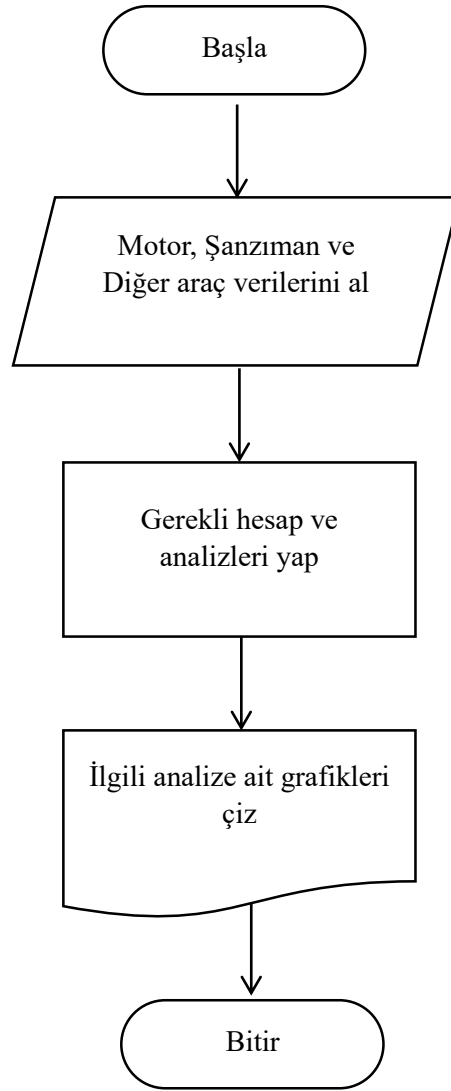 Başla
Motor, Şanzıman ve
Diğer araç verilerini al
Gerekli hesap ve
analizleri yap
İlgili analize ait grafikleri
çiz
Bitir